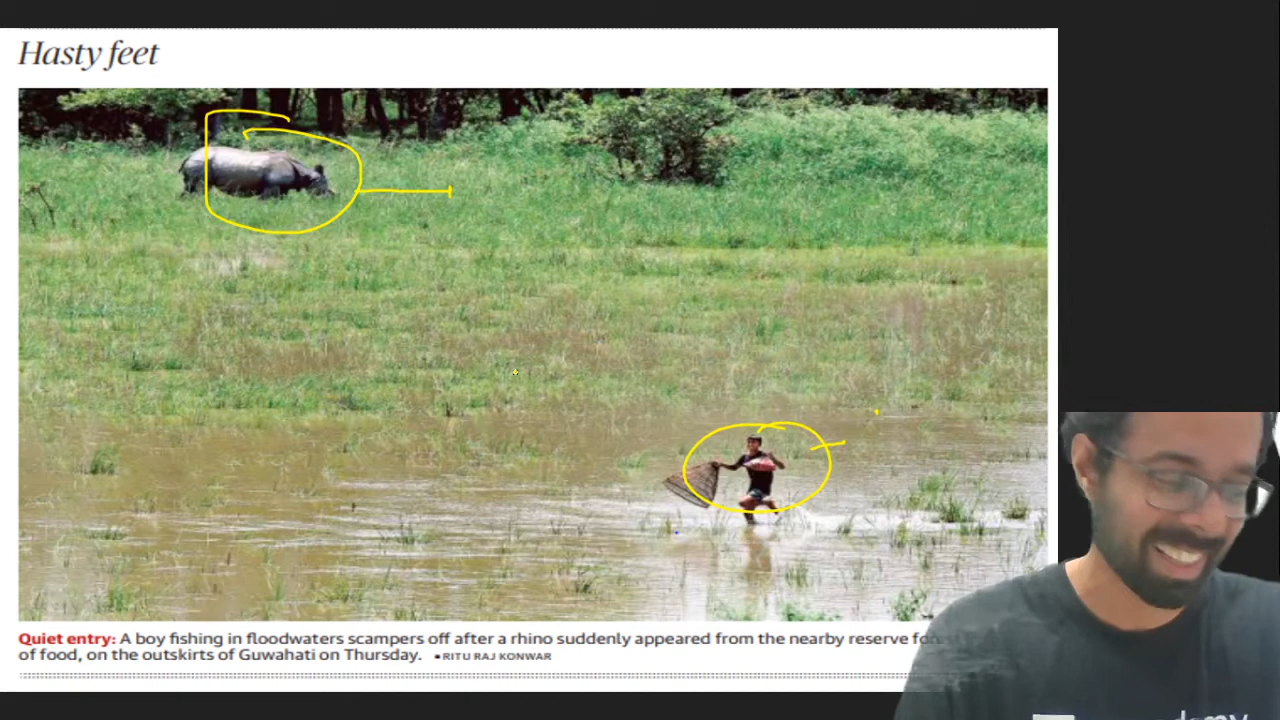 Hasty feet
Quiet entry: A boy fishing in floodwaters scampers off after a rhino suddenly appeared from the nearby reserve
of food, on the outskirts of Guwahati on Thursday. ▪RITU RAJ KONWAR